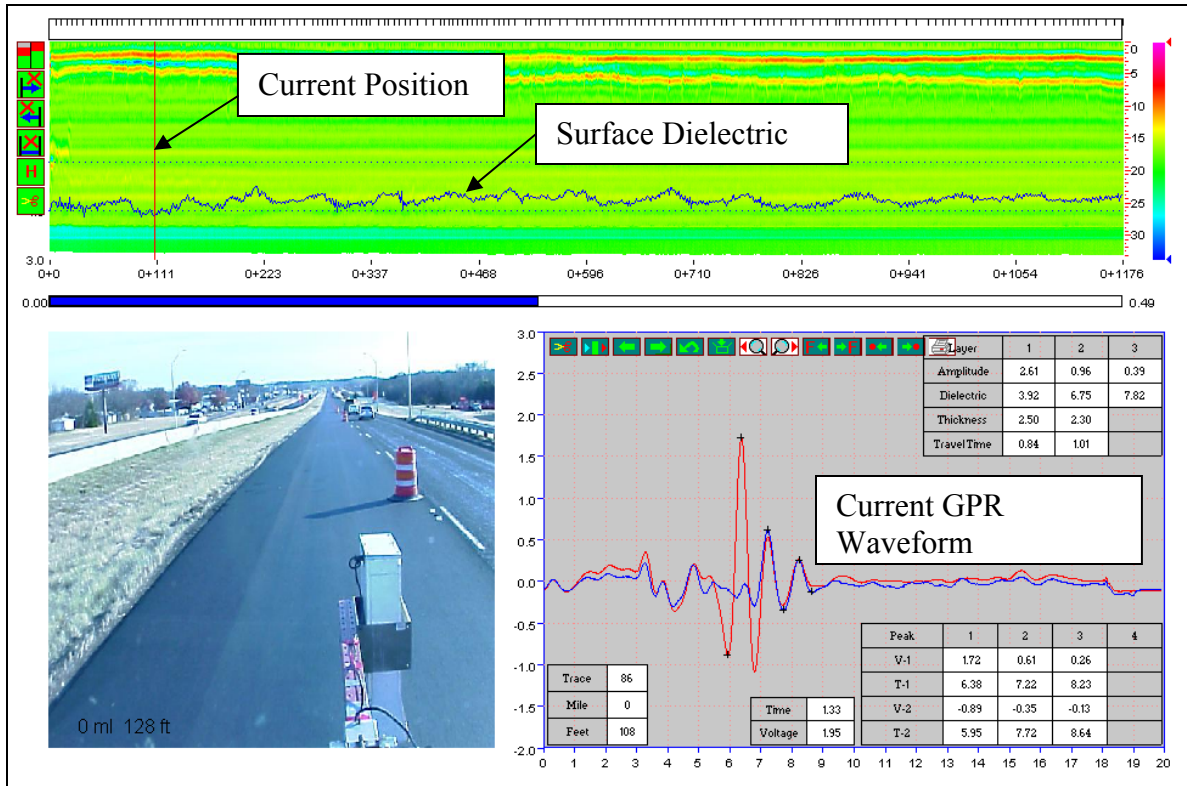 Current Position
Surface Dielectric
0
-5
-10
-15
-20
-25
-30
H
3.0
0+0 0+111 0+223 0+337 0+468 0+596 0+710 0+826 0+941 0+1054 0+1176
0.00 0.49
0 ml 128 ft
3.0
2.5
2.0
1.5
1.0
0.5
0.0
-0.5
-1.0
-1.5
-2.0
0 1 2 3 4 5 6 7 8 9 10 11 12 13 14 15 16 17 18 19 20
Layer 1 2 3
Amplitude 2.61 0.96 0.39
Dielectric 3.92 6.75 7.82
Thickness 2.50 2.30
Travel Time 0.84 1.01
Current GPR
Waveform
Trace 86
Mile 0
Feet 108
Time 1.33
Voltage 1.95
Peak 1 2 3 4
V-1 1.72 0.61 0.26
T-1 6.38 7.22 8.23
V-2 -0.89 -0.35 -0.13
T-2 5.95 7.72 8.64